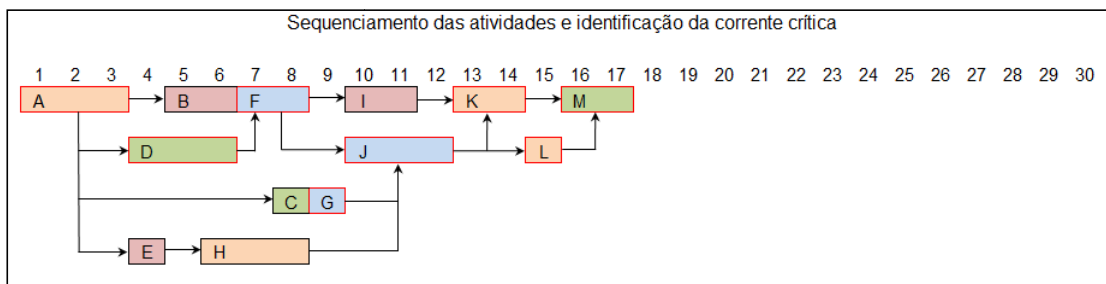 Sequenciamento das atividades e identificação da corrente crítica
1 2 3 4 5 6 7 8 9 10 11 12 13 14 15 16 17 18 19 20 21 22 23 24 25 26 27 28 29 30
A B F I K M
D J L
C G
E H